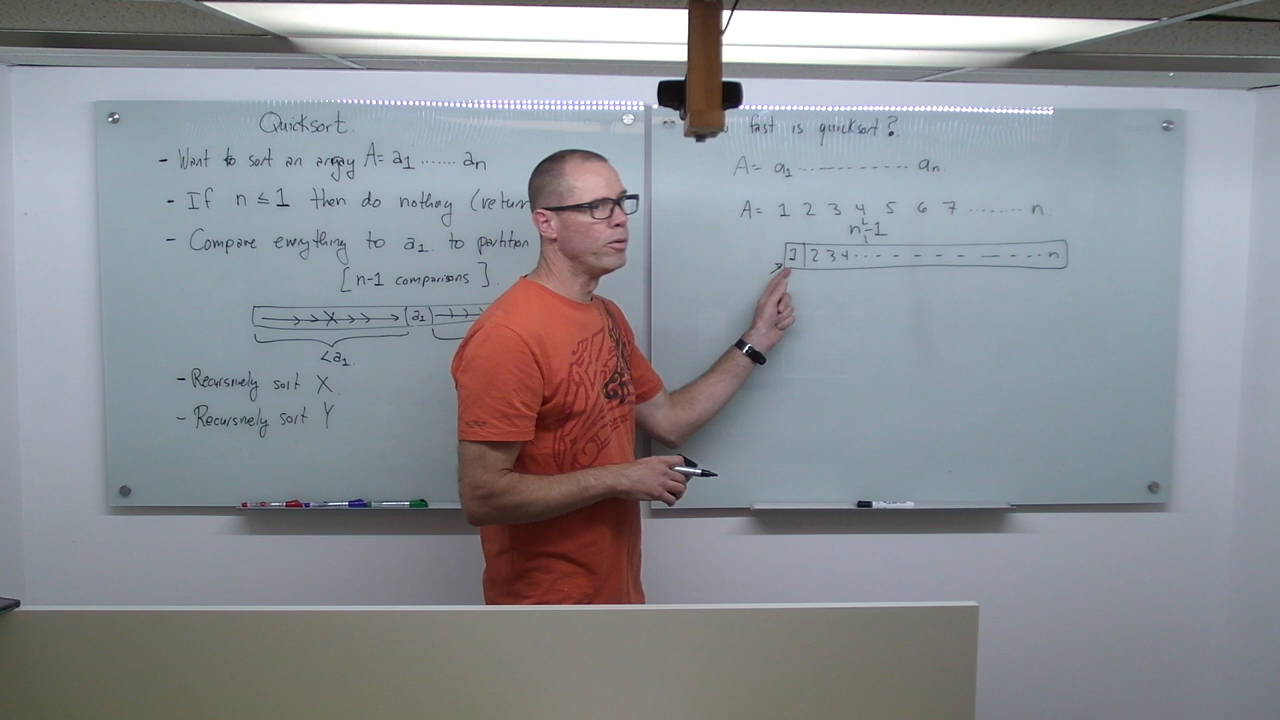 Quicksort.
- Want to sort an array A= a1 ....... an
- If n ≤ 1 then do nothing (return
- Compare everything to a1 to partition
[n-1 comparisons].
X a1
<a1.
- Recursively sort X.
- Recursively sort Y
fast is quicksort?
A= a1 ...-------... an.
A= 1 2 3 4 5 6 7 ........ n
1 2 3 4 ... - - - - - — - - ... n